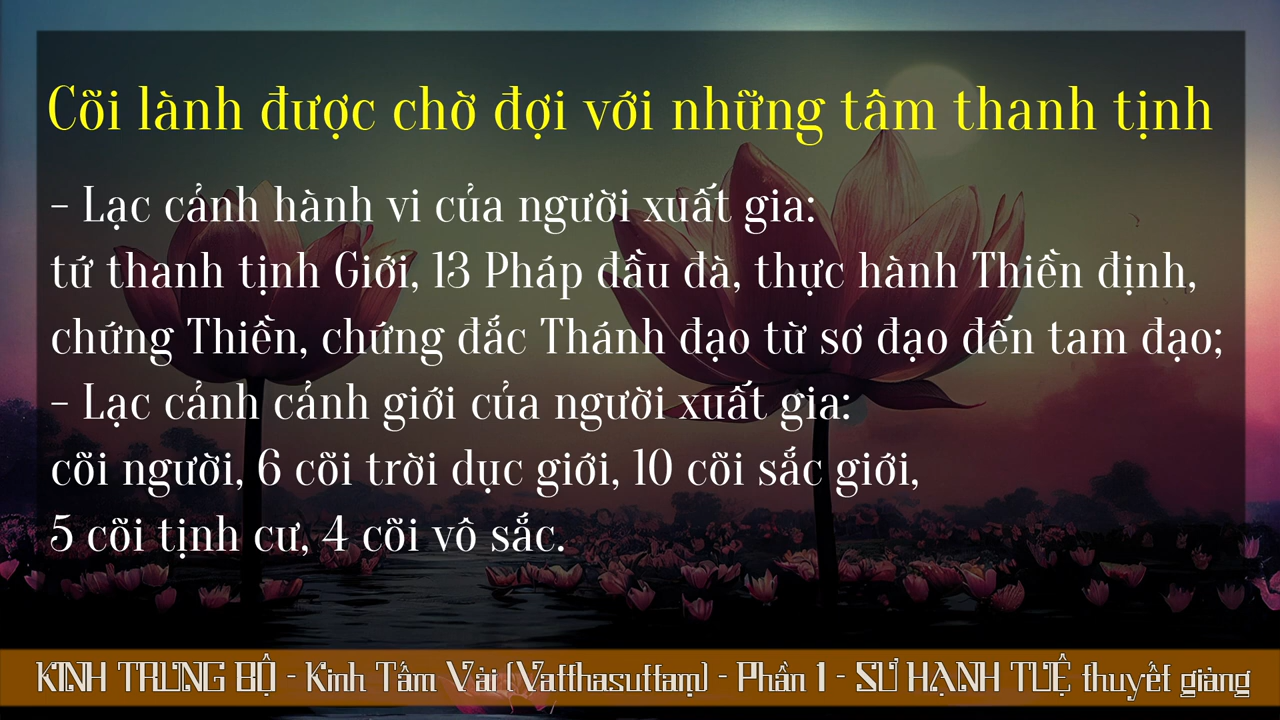 Cõi lành được chờ đợi với những tâm thanh tịnh
- Lạc cảnh hành vi của người xuất gia:
tứ thanh tịnh Giới, 13 Pháp đầu đà, thực hành Thiền định,
chứng Thiền, chứng đắc Thánh đạo từ sơ đạo đến tam đạo;
- Lạc cảnh cảnh giới của người xuất gia:
cõi người, 6 cõi trời dục giới, 10 cõi sắc giới,
5 cõi tịnh cư, 4 cõi vô sắc.
KINH TRUNG BỘ - Kinh Tấm Vải (Vatthasuttaṃ) - Phần 1 - SƯ HẠNH TUỆ thuyết giảng